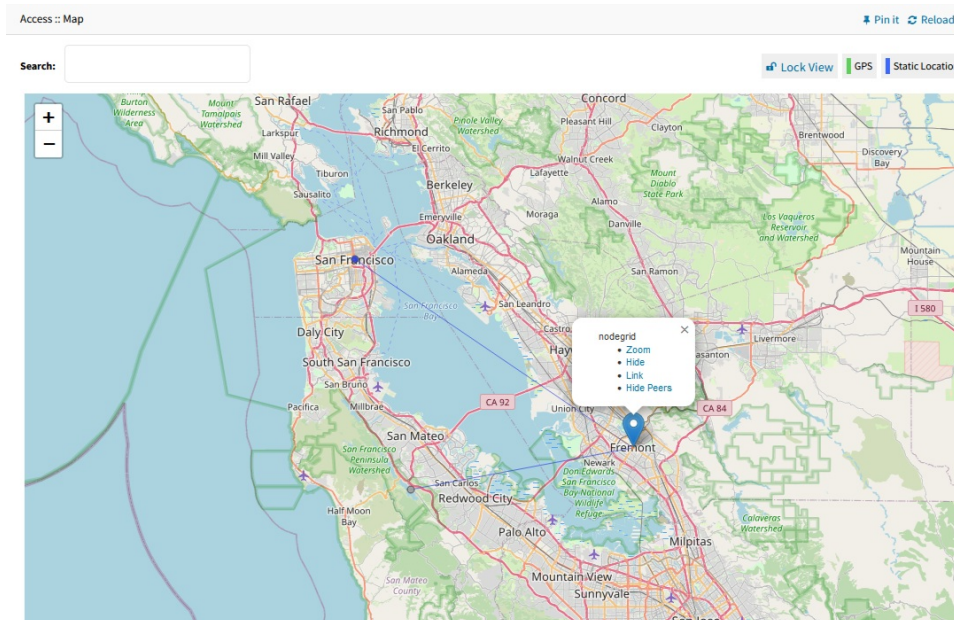 Access :: Map
Pin it
Reload
Search:
Lock View
GPS
Static Locatio
+
−
Burton
Wilderness
Area
Mount
Tamalpais
Watershed
San Rafael
Larkspur
Mill Valley
Tiburon
Sausalito
San Pablo
Richmond
El Cerrito
Pinole Valley
Watershed
Concord
Pleasant Hill
Clayton
Walnut Creek
Lafayette
Brentwood
Discovery
Bay
Berkeley
Mount
Diablo
State Park
Emeryville
Moraga
Alamo
Danville
Los Vaqueros
Reservoir
and Watershed
Oakland
Mountain
House
San Francisco
Alameda
San Ramon
San Francisco
Bay
San Leandro
I 580
Daly City
Castro
nodegrid
×
Zoom
Hide
Link
Hide Peers
Livermore
Hayw
asanton
South San Francisco
San Bruno
Pacifica
Millbrae
CA 92
Union City
CA 84
San Mateo
Fremont
San Francisco
Peninsula
Watershed
Newark
San Carlos
Redwood City
Don Edwards
San Francisco
Bay National
Wildlife
Refuge
Half Moon
Bay
Calaveras
Watershed
Palo Alto
Milpitas
San Mateo
County
Mountain View
Sunnyvale
San Jose